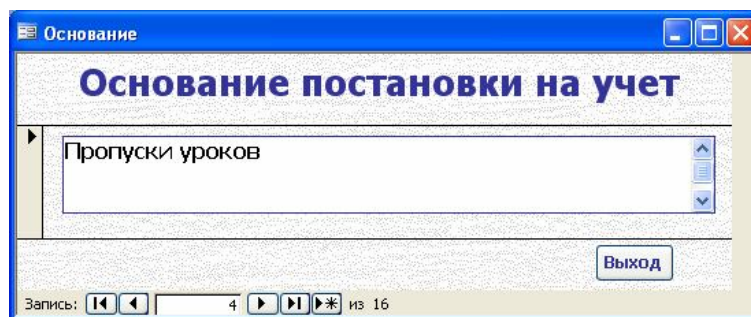 Основание
Основание постановки на учет
Пропуски уроков
Выход
Запись: 4 из 16